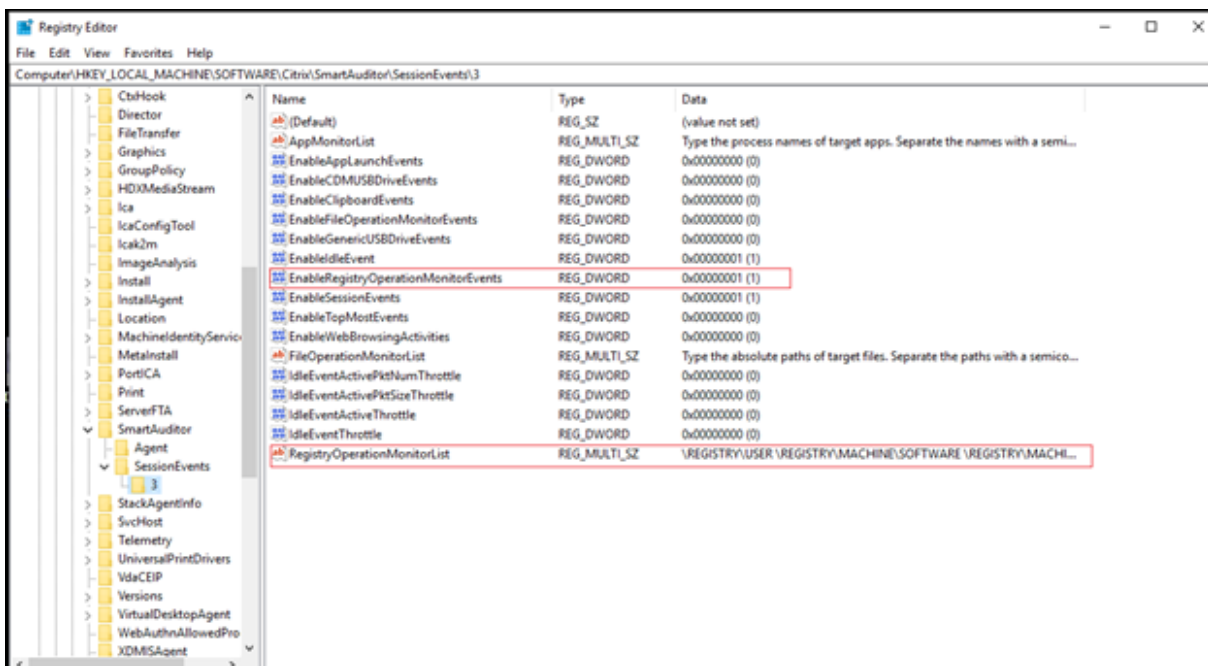 Registry Editor
File Edit View Favorites Help
Computer\HKEY_LOCAL_MACHINE\SOFTWARE\Citrix\SmartAuditor\SessionEvents\3
CtxHook
Director
FileTransfer
Graphics
GroupPolicy
HDXMediaStream
Ica
IcaConfigTool
Icak2m
ImageAnalysis
Install
InstallAgent
Location
MachineIdentityService
MetaInstall
PortICA
Print
ServerFTA
SmartAuditor
Agent
SessionEvents
3
StackAgentInfo
SvcHost
Telemetry
UniversalPrintDrivers
VdaCEIP
Versions
VirtualDesktopAgent
WebAuthnAllowedPro
XDMISAgent
Name Type Data
(Default) REG_SZ (value not set)
AppMonitorList REG_MULTI_SZ Type the process names of target apps. Separate the names with a semi...
EnableAppLaunchEvents REG_DWORD 0x00000000 (0)
EnableCDMUSBDriveEvents REG_DWORD 0x00000000 (0)
EnableClipboardEvents REG_DWORD 0x00000000 (0)
EnableFileOperationMonitorEvents REG_DWORD 0x00000000 (0)
EnableGenericUSBDriveEvents REG_DWORD 0x00000000 (0)
EnableIdleEvent REG_DWORD 0x00000001 (1)
EnableRegistryOperationMonitorEvents REG_DWORD 0x00000001 (1)
EnableSessionEvents REG_DWORD 0x00000001 (1)
EnableTopMostEvents REG_DWORD 0x00000000 (0)
EnableWebBrowsingActivities REG_DWORD 0x00000000 (0)
FileOperationMonitorList REG_MULTI_SZ Type the absolute paths of target files. Separate the paths with a semico...
IdleEventActivePktNumThrottle REG_DWORD 0x00000000 (0)
IdleEventActivePktSizeThrottle REG_DWORD 0x00000000 (0)
IdleEventActiveThrottle REG_DWORD 0x00000000 (0)
IdleEventThrottle REG_DWORD 0x00000000 (0)
RegistryOperationMonitorList REG_MULTI_SZ \REGISTRY\USER \REGISTRY\MACHINE\SOFTWARE \REGISTRY\MACHI...